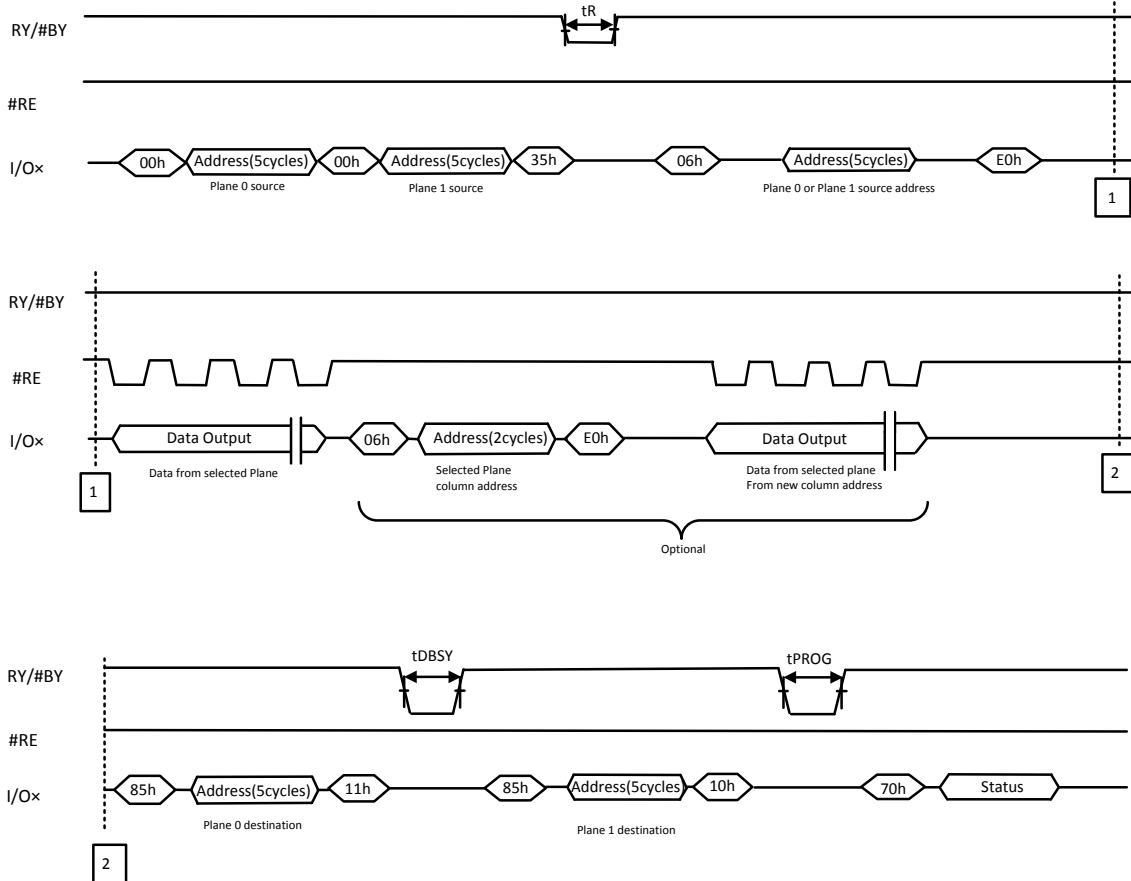 tR
RY/#BY
#RE
I/O×
00h
Address(5cycles)
00h
Address(5cycles)
35h
06h
Address(5cycles)
E0h
Plane 0 source
Plane 1 source
Plane 0 or Plane 1 source address
1
RY/#BY
#RE
I/O×
Data Output
06h
Address(2cycles)
E0h
Data Output
Data from selected Plane
Selected Plane
column address
Data from selected plane
From new column address
1
2
Optional
RY/#BY
tDBSY
tPROG
#RE
I/O×
85h
Address(5cycles)
11h
85h
Address(5cycles)
10h
70h
Status
Plane 0 destination
Plane 1 destination
2